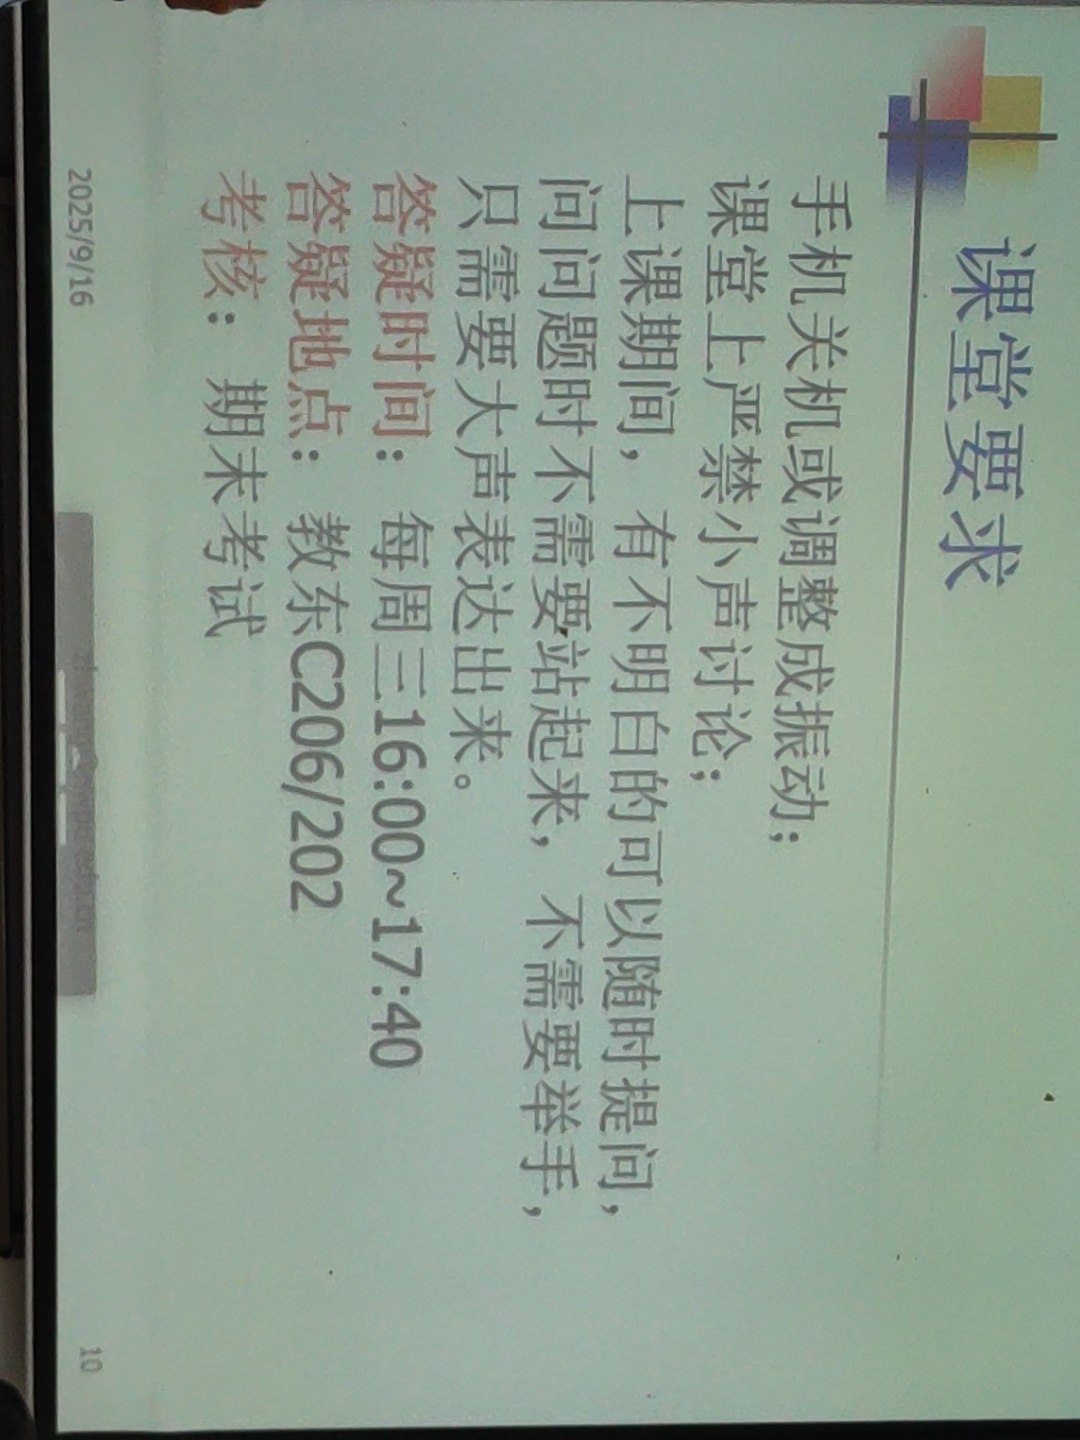 课堂要求
手机关机或调整成振动；
课堂上严禁小声讨论；
上课期间，有不明白的可以随时提问，
问问题时不需要站起来，不需要举手，
只需要大声表达出来。
答疑时间：每周三16:00~17:40
答疑地点：教东C206/202
考核：期末考试
2025/9/16
10